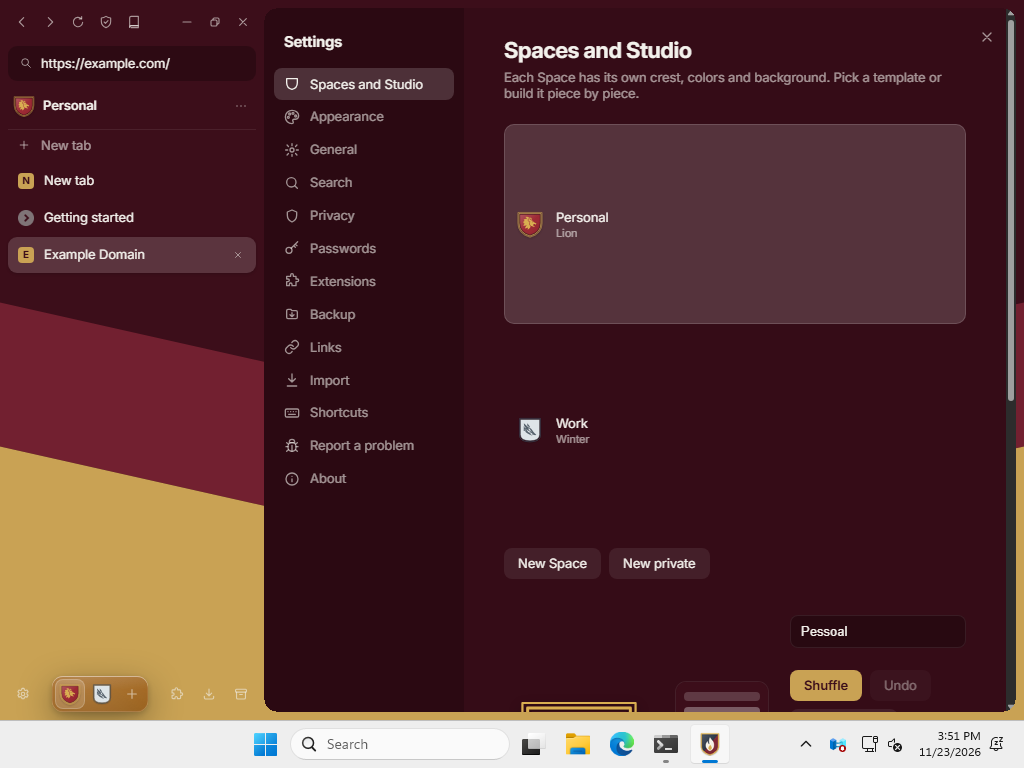 https://example.com/
Personal
New tab
N
New tab
Getting started
E
Example Domain
Settings
Spaces and Studio
Appearance
General
Search
Privacy
Passwords
Extensions
Backup
Links
Import
Shortcuts
Report a problem
About
Spaces and Studio
Each Space has its own crest, colors and background. Pick a template or
build it piece by piece.
Personal
Lion
Work
Winter
New Space
New private
Pessoal
Shuffle
Undo
Search
3:51 PM
11/23/2026